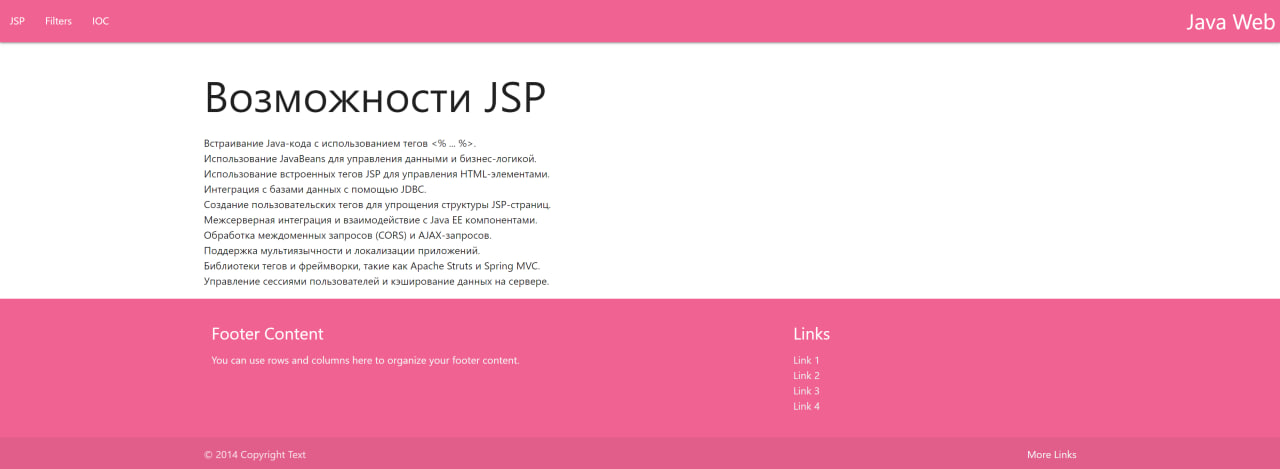 JSP Filters IOC Java Web
Возможности JSP
Встраивание Java-кода с использованием тегов <% ... %>.
Использование JavaBeans для управления данными и бизнес-логикой.
Использование встроенных тегов JSP для управления HTML-элементами.
Интеграция с базами данных с помощью JDBC.
Создание пользовательских тегов для упрощения структуры JSP-страниц.
Межсерверная интеграция и взаимодействие с Java EE компонентами.
Обработка междоменных запросов (CORS) и AJAX-запросов.
Поддержка мультиязычности и локализации приложений.
Библиотеки тегов и фреймворки, такие как Apache Struts и Spring MVC.
Управление сессиями пользователей и кэширование данных на сервере.
Footer Content
You can use rows and columns here to organize your footer content.
Links
Link 1
Link 2
Link 3
Link 4
© 2014 Copyright Text More Links